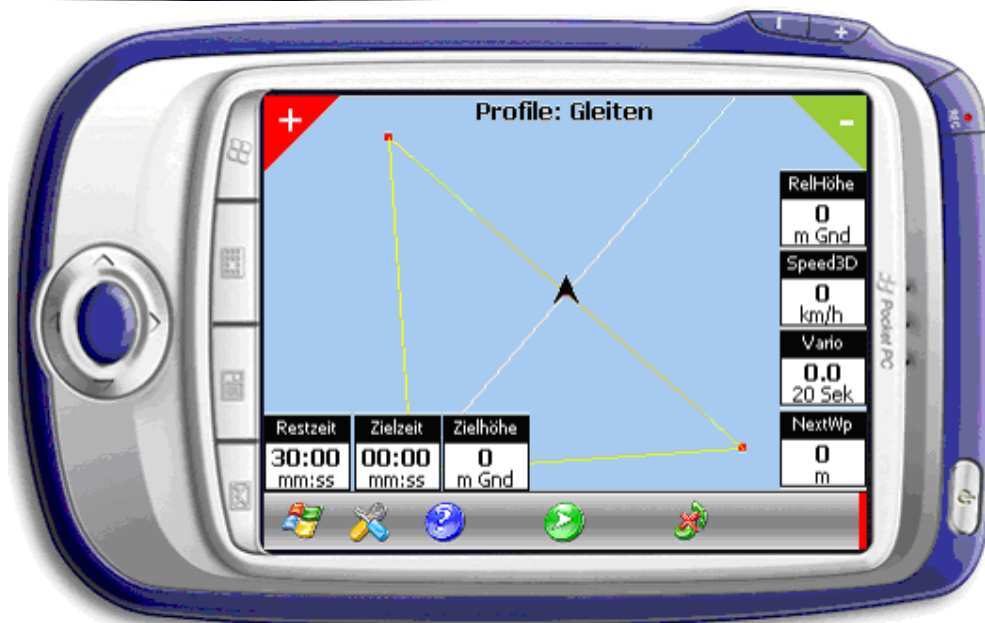 - +
REC
+
Profile: Gleiten
-
RelHöhe
0
m Gnd
Speed3D
0
km/h
Vario
0.0
20 Sek
NextWp
0
m
Restzeit
30:00
mm:ss
Zielzeit
00:00
mm:ss
Zielhöhe
0
m Gnd
?
Pocket PC